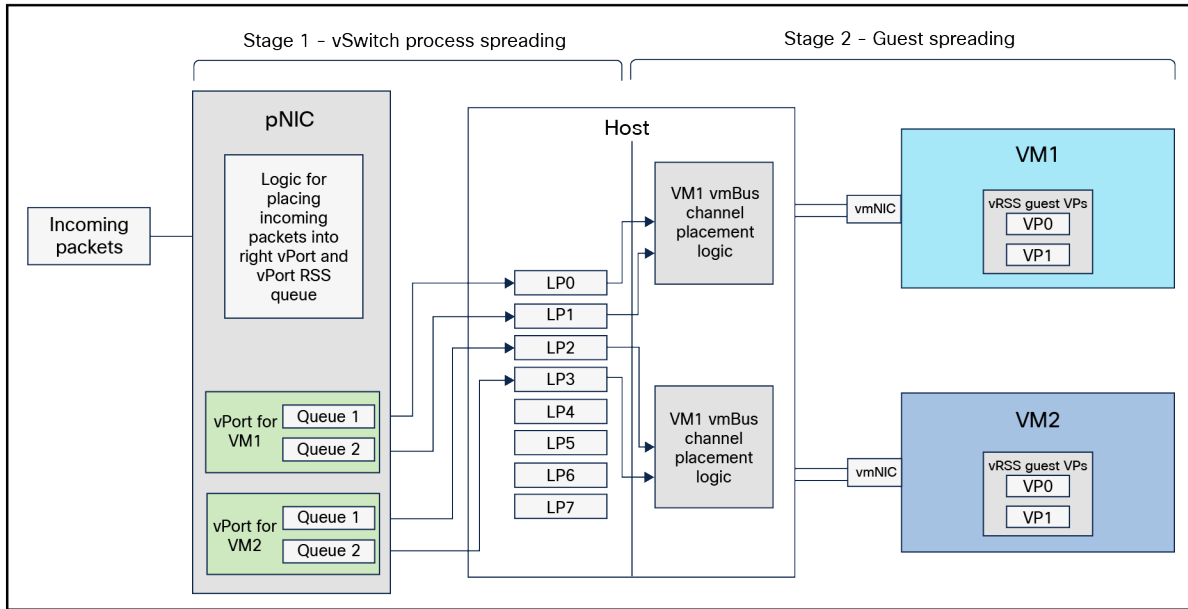 Stage 1 - vSwitch process spreading
Stage 2 - Guest spreading
pNIC
Logic for
placing
incoming
packets into
right vPort and
vPort RSS
queue
Incoming
packets
vPort for
VM1
Queue 1
Queue 2
vPort for
VM2
Queue 1
Queue 2
Host
LP0
LP1
LP2
LP3
LP4
LP5
LP6
LP7
VM1 vmBus
channel
placement
logic
VM1 vmBus
channel
placement
logic
vmNIC
VM1
vRSS guest VPs
VP0
VP1
vmNIC
VM2
vRSS guest VPs
VP0
VP1